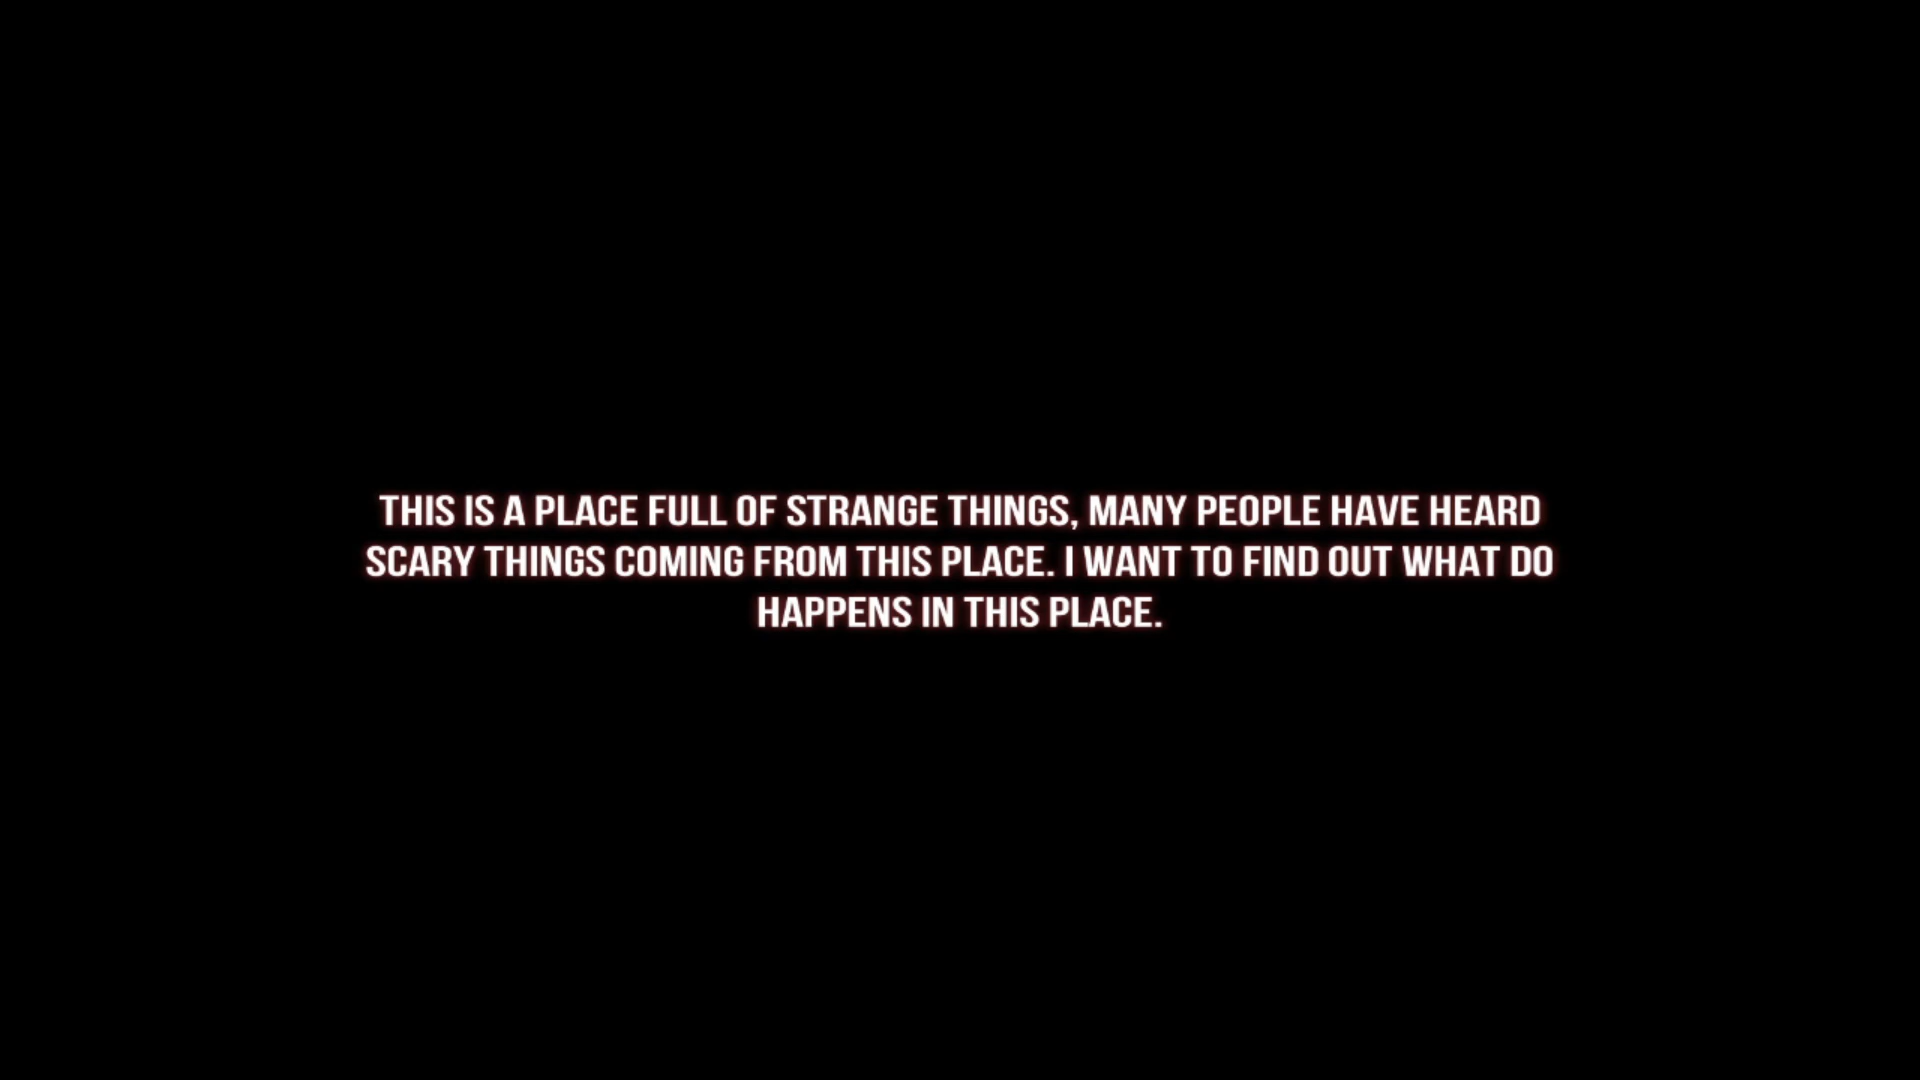 THIS IS A PLACE FULL OF STRANGE THINGS, MANY PEOPLE HAVE HEARD
SCARY THINGS COMING FROM THIS PLACE. I WANT TO FIND OUT WHAT DO
HAPPENS IN THIS PLACE.